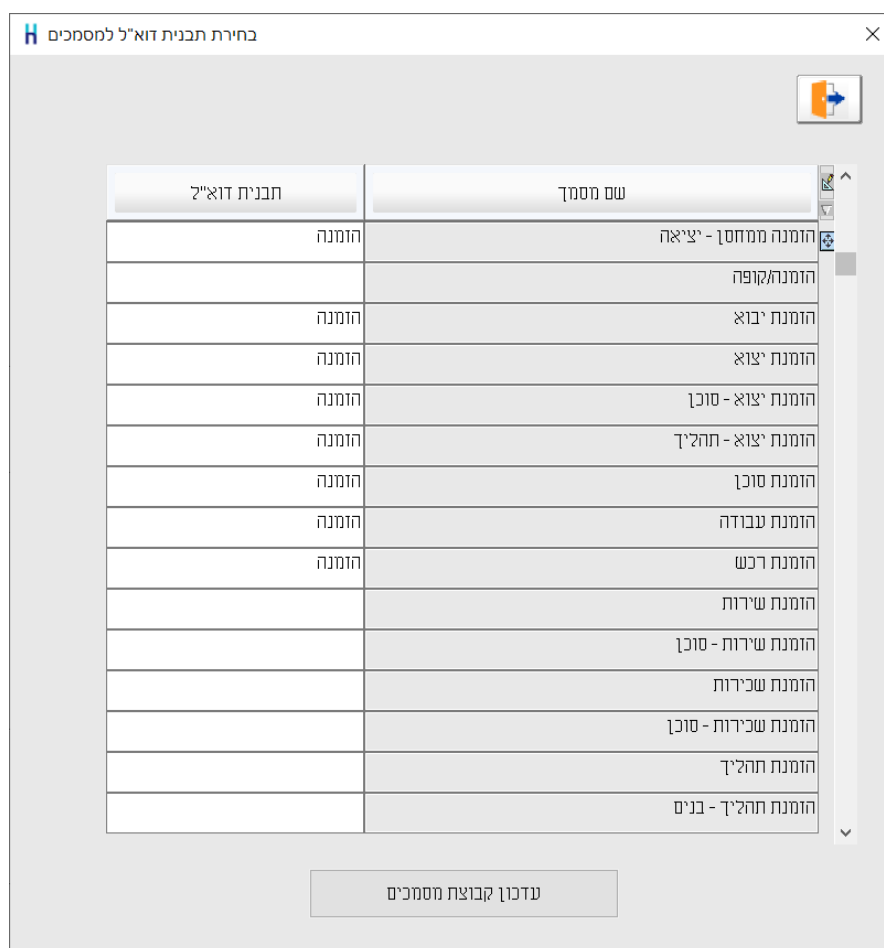 בחירת תבנית דוא"ל למסמכים
שם מסמך תבנית דוא"ל
הזמנה ממחסן - יציאה הזמנה
הזמנה/קופה
הזמנת יבוא הזמנה
הזמנת יצוא הזמנה
הזמנת יצוא - סוכן הזמנה
הזמנת יצוא - תהליך הזמנה
הזמנת סוכן הזמנה
הזמנת עבודה הזמנה
הזמנת רכש הזמנה
הזמנת שירות
הזמנת שירות - סוכן
הזמנת שכירות
הזמנת שכירות - סוכן
הזמנת תהליך
הזמנת תהליך - בנים
עדכון קבוצת מסמכים